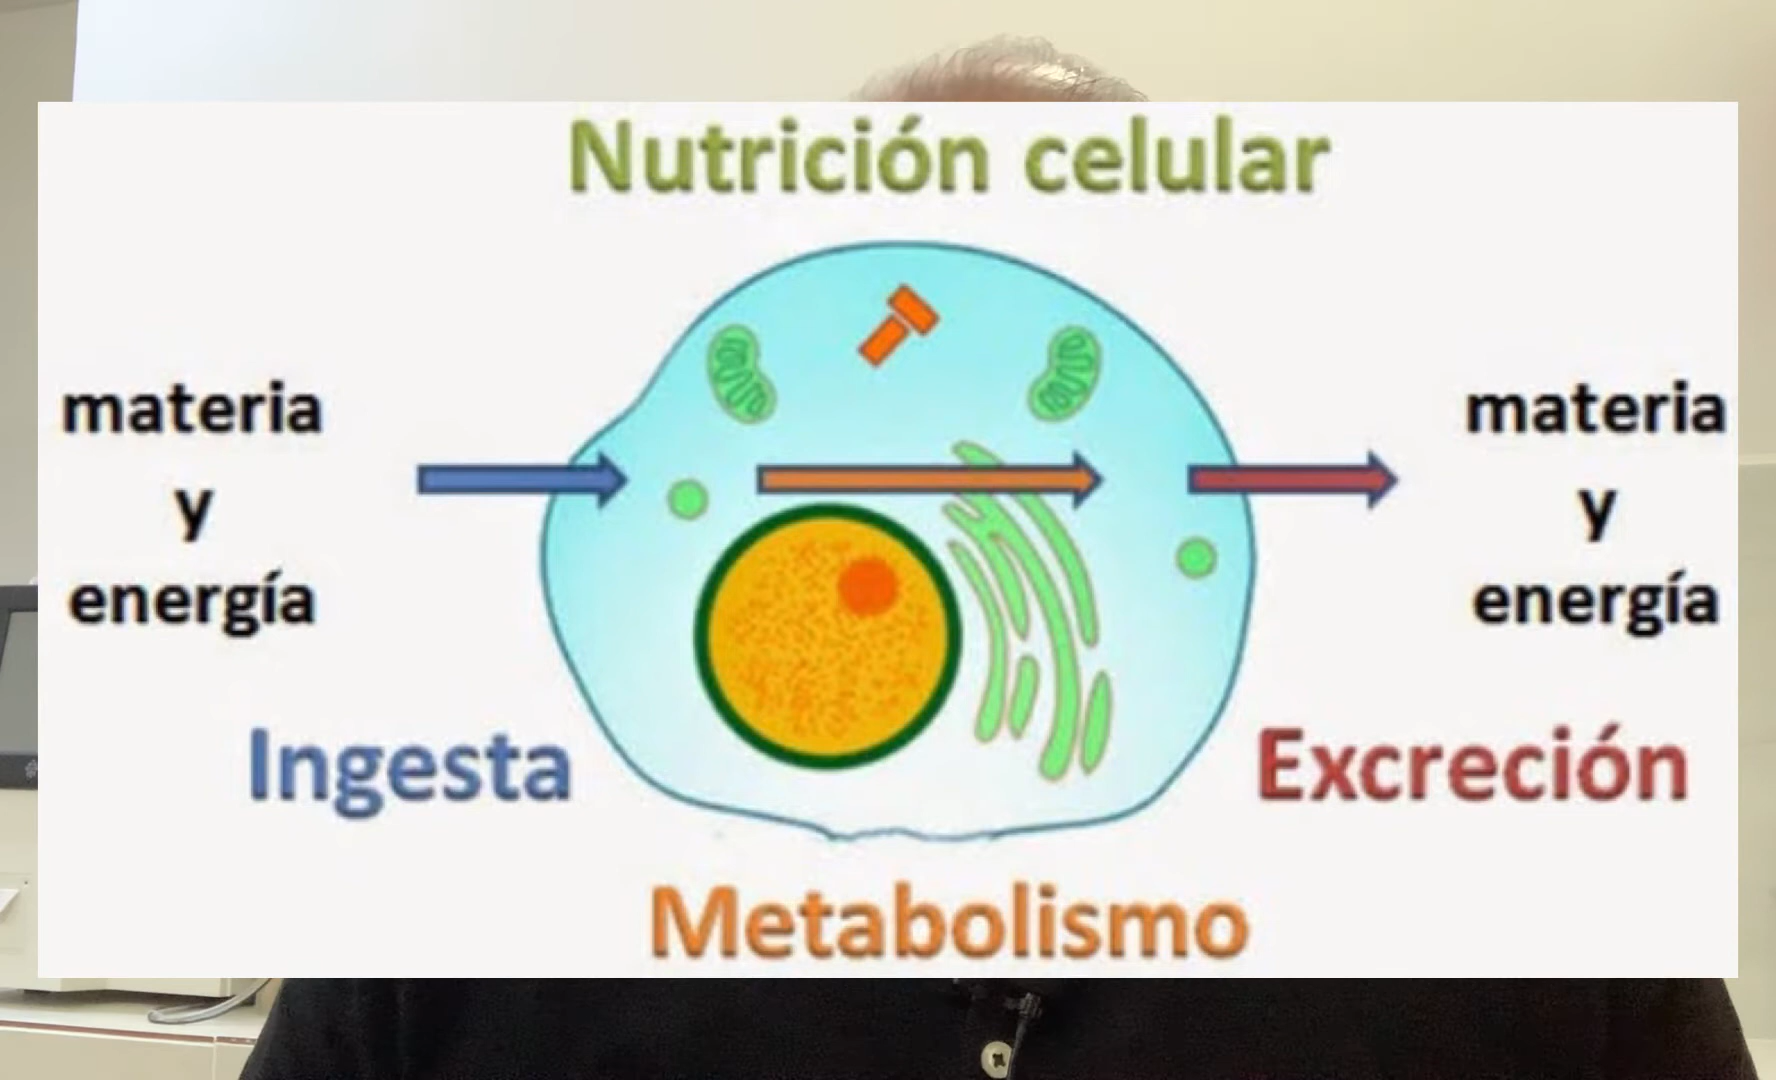 Nutrición celular
materia
y
energía
materia
y
energía
Ingesta
Excreción
Metabolismo